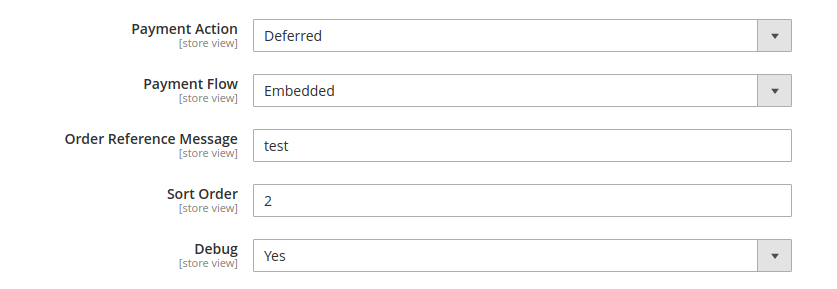 Payment Action
[store view]
Deferred
Payment Flow
[store view]
Embedded
Order Reference Message
[store view]
test
Sort Order
[store view]
2
Debug
[store view]
Yes